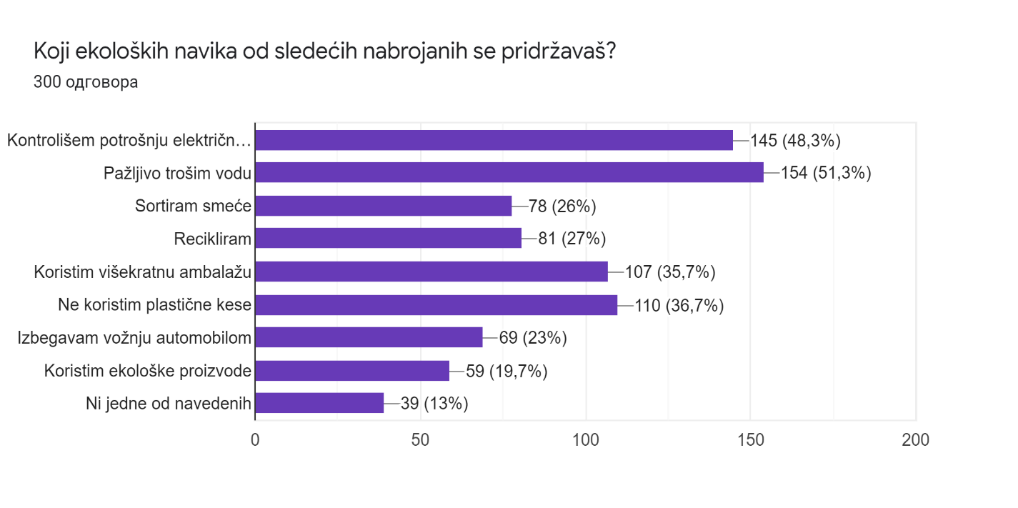 Koji ekoloških navika od sledećih nabrojanih se pridržavaš?
300 одговора
Kontrolišem potrošnju električn… 145 (48,3%)
Pažljivo trošim vodu 154 (51,3%)
Sortiram smeće 78 (26%)
Recikliram 81 (27%)
Koristim višekratnu ambalažu 107 (35,7%)
Ne koristim plastične kese 110 (36,7%)
Izbegavam vožnju automobilom 69 (23%)
Koristim ekološke proizvode 59 (19,7%)
Ni jedne od navedenih 39 (13%)
0 50 100 150 200